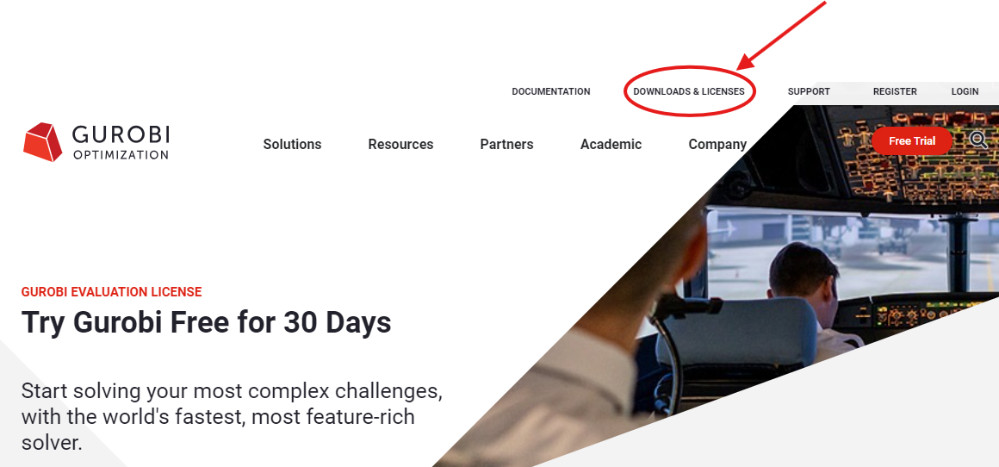 DOCUMENTATION DOWNLOADS & LICENSES SUPPORT REGISTER LOGIN
GUROBI
OPTIMIZATION
Solutions Resources Partners Academic Company Free Trial
GUROBI EVALUATION LICENSE
Try Gurobi Free for 30 Days
Start solving your most complex challenges,
with the world's fastest, most feature-rich
solver.